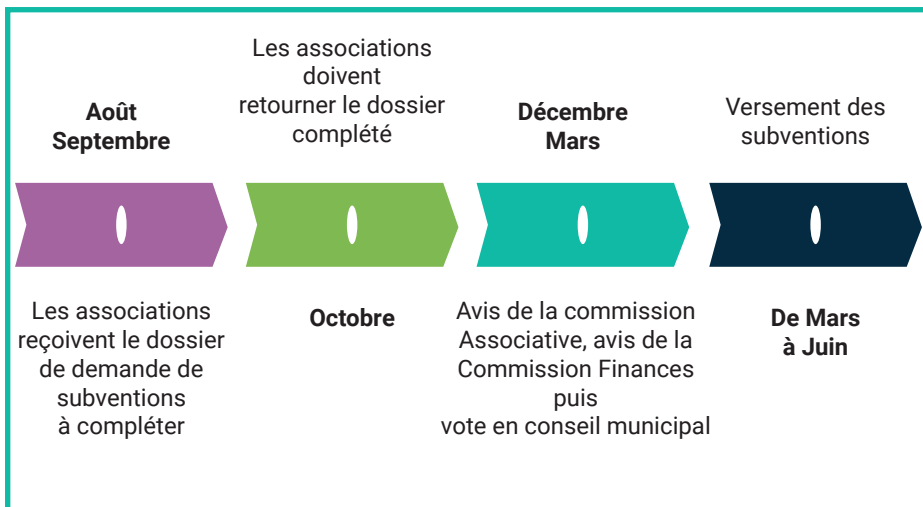 Août
Septembre
Les associations
reçoivent le dossier
de demande de
subventions
à compléter
Les associations
doivent
retourner le dossier
complété
Octobre
Décembre
Mars
Avis de la commission
Associative, avis de la
Commission Finances
puis
vote en conseil municipal
Versement des
subventions
De Mars
à Juin